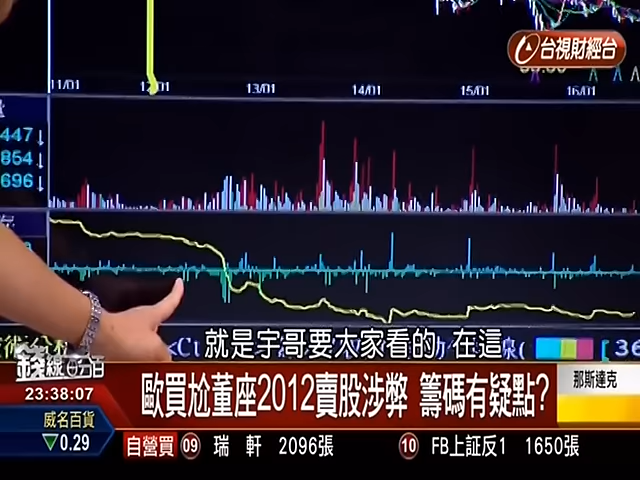 台視財經台
11/01
12/01
13/01
14/01
15/01
16/01
447↓
854↓
696↓
就是宇哥要大家看的 在這
錢線百分百
23:38:07
歐買尬董座2012賣股涉弊 籌碼有疑點?
那斯達克
威名百貨
▽0.29
自營買 09 瑞 軒 2096張
10 FB上証反1 1650張